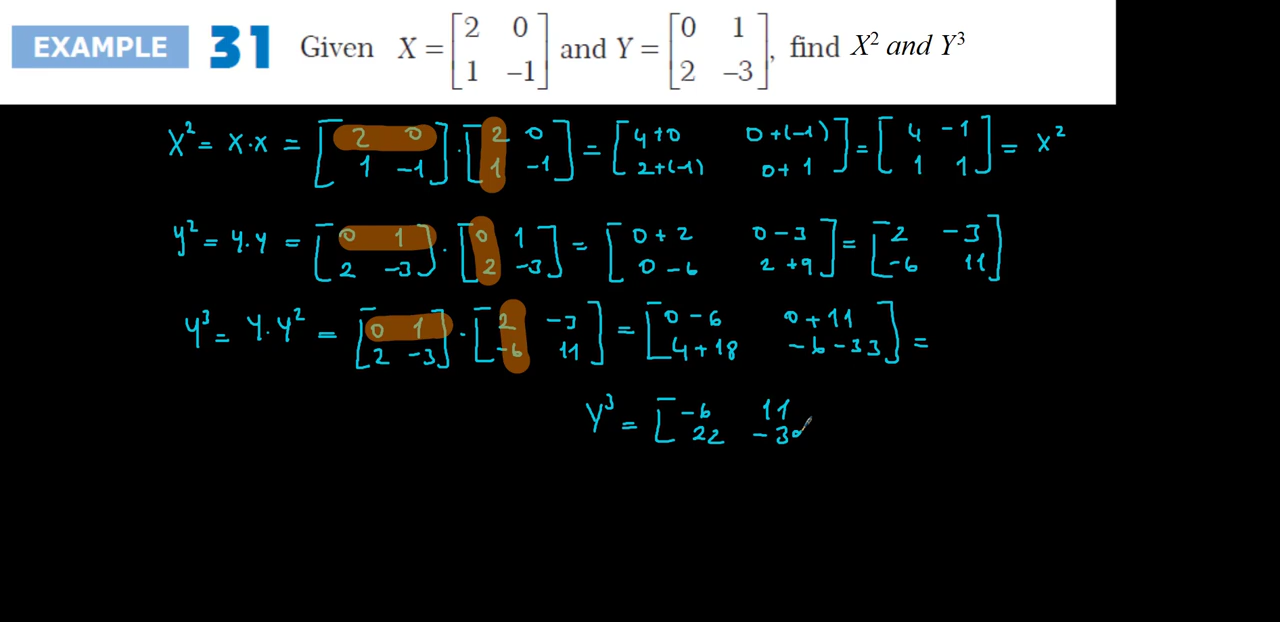 EXAMPLE 31 Given X = [2 0; 1 −1] and Y = [0 1; 2 −3], find X² and Y³
X² = X·X = [2 0; 1 −1]·[2 0; 1 −1] = [4+0 0+(−1); 2+(−1) 0+1] = [4 −1; 1 1] = X²
y² = y·y = [0 1; 2 −3]·[0 1; 2 −3] = [0+2 0−3; 0−6 2+9] = [2 −3; −6 11]
y³ = y·y² = [0 1; 2 −3]·[2 −3; −6 11] = [0−6 0+11; 4+18 −6−33] =
Y³ = [−6 11; 22 −3